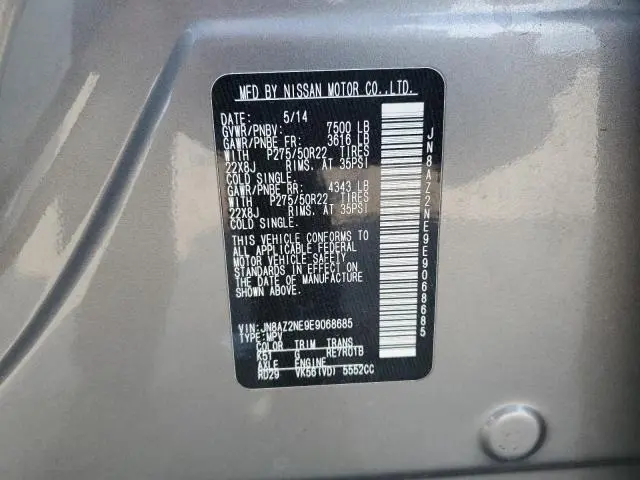 MFD BY NISSAN MOTOR CO.,LTD.
DATE: 5/14
GVWR/PNBV: 7500 LB
GAWR/PNBE FR: 3616 LB
WITH P275/50R22 TIRES
22X8J RIMS. AT 35PSI
COLD SINGLE.
GAWR/PNBE RR: 4343 LB
WITH P275/50R22 TIRES
22X8J RIMS. AT 35PSI
COLD SINGLE.
THIS VEHICLE CONFORMS TO
ALL APPLICABLE FEDERAL
MOTOR VEHICLE SAFETY
STANDARDS IN EFFECT ON
THE DATE OF MANUFACTURE
SHOWN ABOVE.
VIN:JN8AZ2NE9E9068685
TYPE:MPV
COLOR TRIM TRANS
K51 G RE7R01B
AXLE ENGINE
RD29 VK56(VD) 5552CC
JN8AZ2NE9E9068685